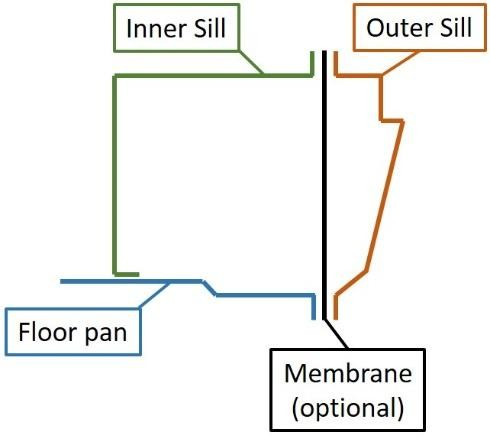 Inner Sill
Outer Sill
Floor pan
Membrane
(optional)